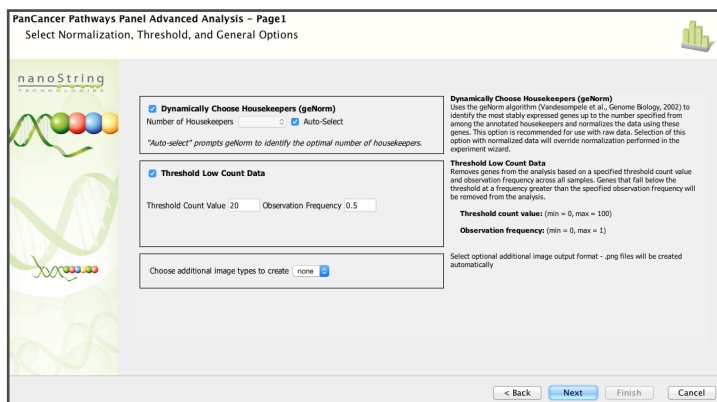 PanCancer Pathways Panel Advanced Analysis - Page1
Select Normalization, Threshold, and General Options
nanoString
TECHNOLOGIES
Dynamically Choose Housekeepers (geNorm)
Number of Housekeepers Auto-Select
"Auto-select" prompts geNorm to identify the optimal number of housekeepers.
Threshold Low Count Data
Threshold Count Value 20 Observation Frequency 0.5
Choose additional image types to create none
Dynamically Choose Housekeepers (geNorm)
Uses the geNorm algorithm (Vandesompele et al., Genome Biology, 2002) to
identify the most stably expressed genes up to the number specified from
among the annotated housekeepers and normalizes the data using these
genes. This option is recommended for use with raw data. Selection of this
option with normalized data will override normalization performed in the
experiment wizard.
Threshold Low Count Data
Removes genes from the analysis based on a specified threshold count value
and observation frequency across all samples. Genes that fall below the
threshold at a frequency greater than the specified observation frequency will
be removed from the analysis.
Threshold count value: (min = 0, max = 100)
Observation frequency: (min = 0, max = 1)
Select optional additional image output format - .png files will be created
automatically
< Back Next Finish Cancel